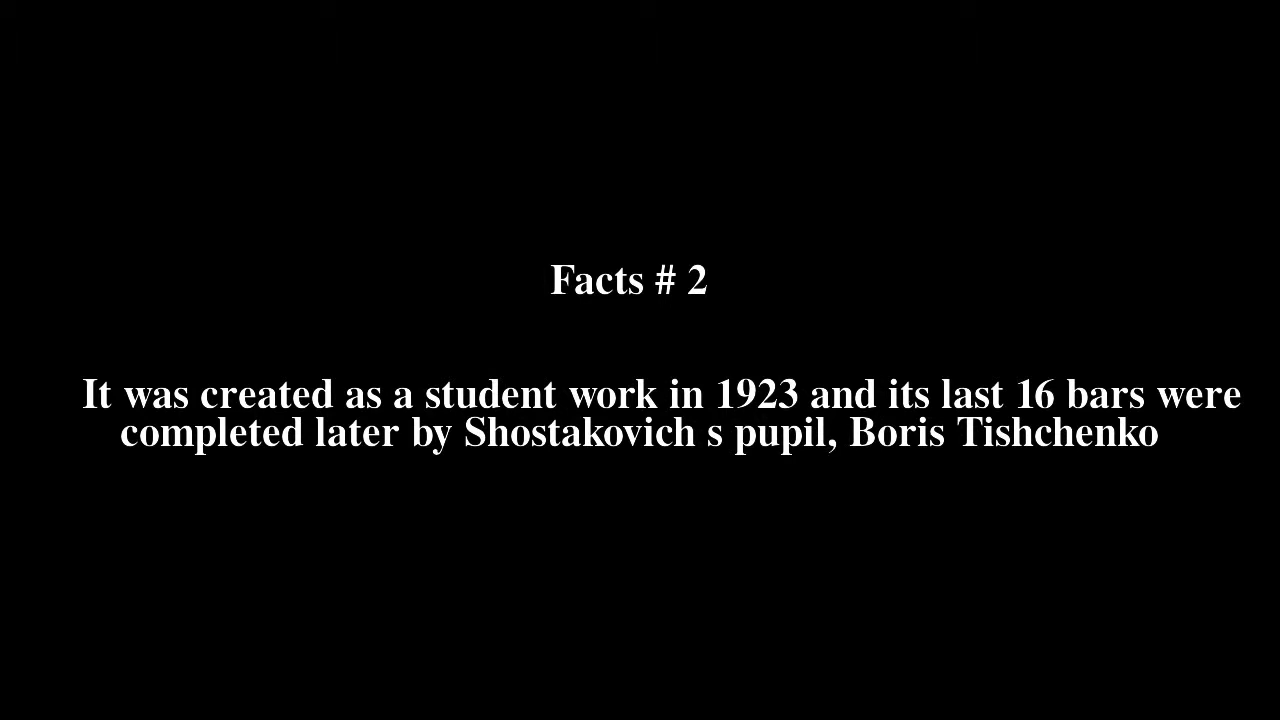 Facts # 2
It was created as a student work in 1923 and its last 16 bars were
completed later by Shostakovich s pupil, Boris Tishchenko